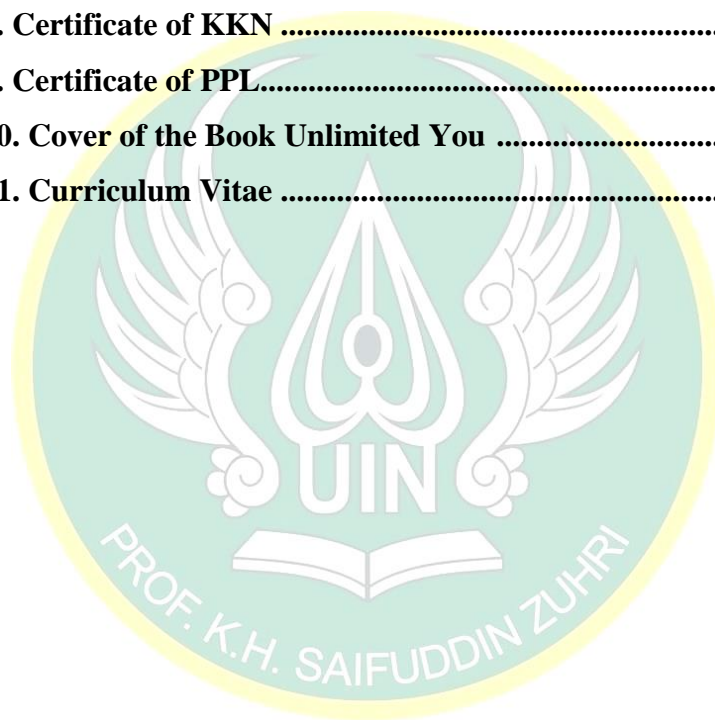 . Certificate of KKN ..................................................
. Certificate of PPL.....................................................
0. Cover of the Book Unlimited You ..........................
1. Curriculum Vitae ..................................................
UIN
PROF. K.H. SAIFUDDIN ZUHRI